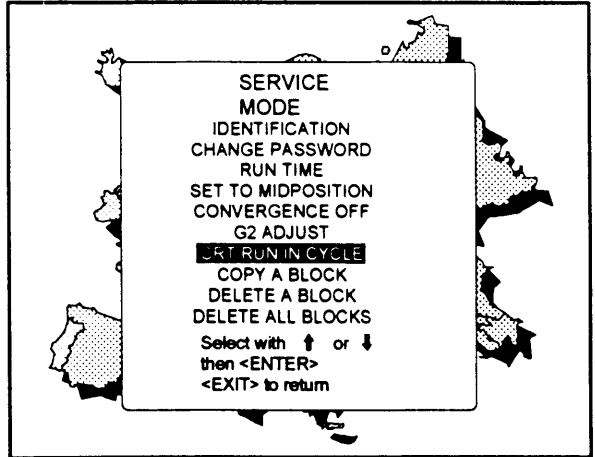 SERVICE
MODE
IDENTIFICATION
CHANGE PASSWORD
RUN TIME
SET TO MIDPOSITION
CONVERGENCE OFF
G2 ADJUST
CRT RUN IN CYCLE
COPY A BLOCK
DELETE A BLOCK
DELETE ALL BLOCKS
Select with ⬆ or ⬇
then <ENTER>
<EXIT> to return